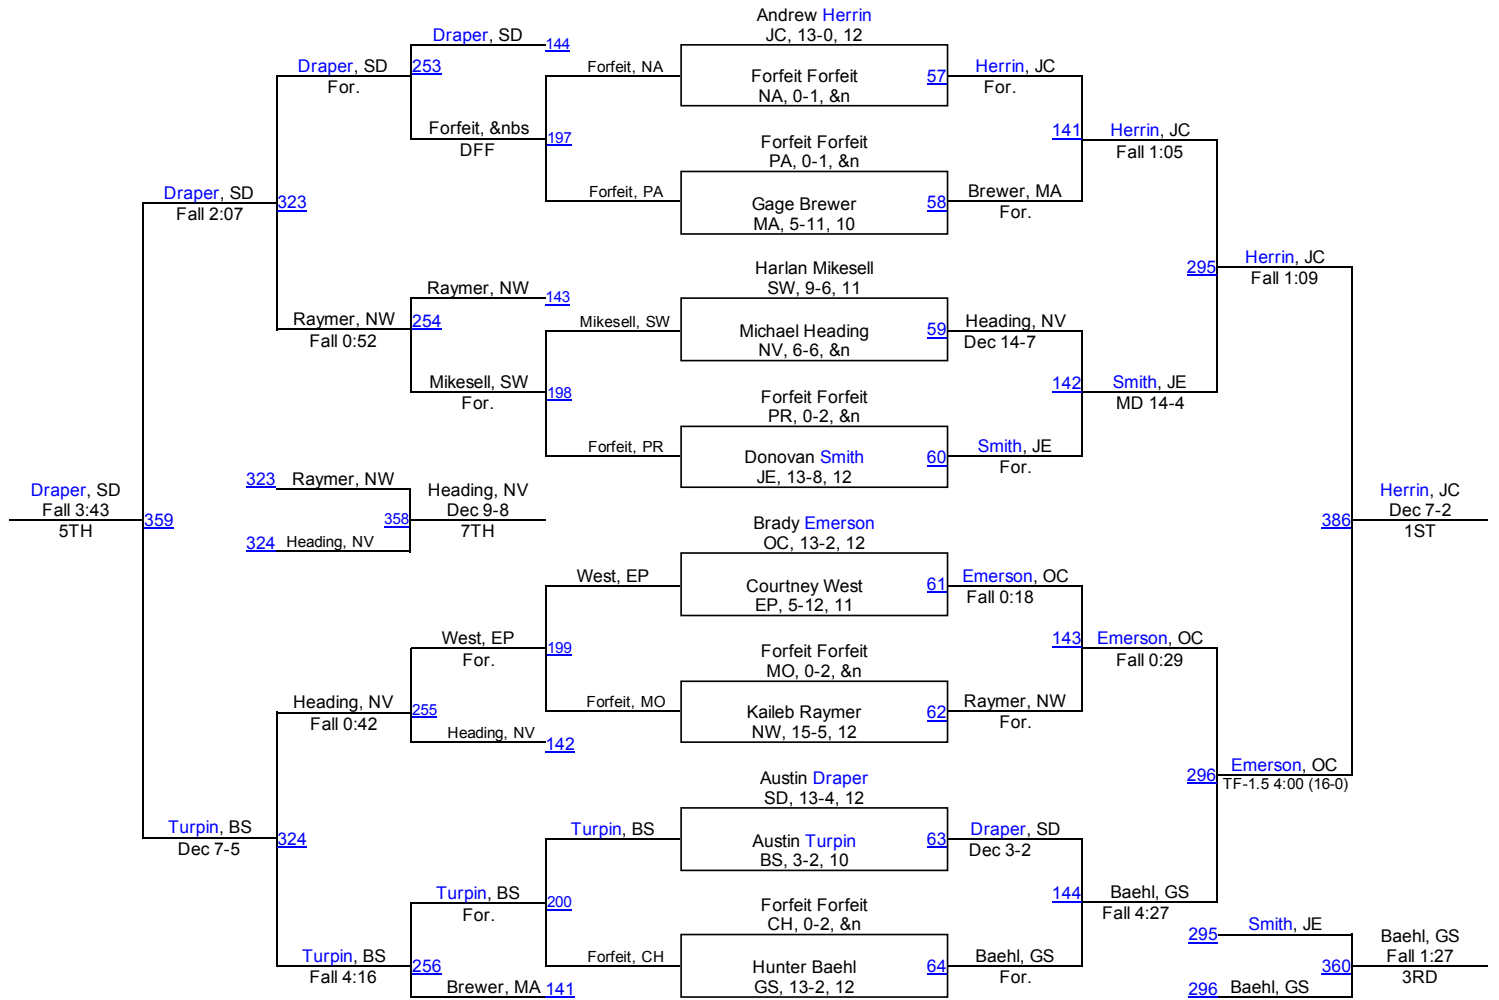 Andrew Herrin
JC, 13-0, 12
Forfeit Forfeit
NA, 0-1, &n
57
Forfeit Forfeit
PA, 0-1, &n
Gage Brewer
MA, 5-11, 10
58
Harlan Mikesell
SW, 9-6, 11
Michael Heading
NV, 6-6, &n
59
Forfeit Forfeit
PR, 0-2, &n
Donovan Smith
JE, 13-8, 12
60
Brady Emerson
OC, 13-2, 12
Courtney West
EP, 5-12, 11
61
Forfeit Forfeit
MO, 0-2, &n
Kaileb Raymer
NW, 15-5, 12
62
Austin Draper
SD, 13-4, 12
Austin Turpin
BS, 3-2, 10
63
Forfeit Forfeit
CH, 0-2, &n
Hunter Baehl
GS, 13-2, 12
64
Herrin, JC
For.
Brewer, MA
For.
141
Heading, NV
Dec 14-7
Smith, JE
For.
142
Emerson, OC
Fall 0:18
Raymer, NW
For.
143
Draper, SD
Dec 3-2
Baehl, GS
For.
144
Herrin, JC
Fall 1:05
Smith, JE
MD 14-4
295
Emerson, OC
Fall 0:29
Baehl, GS
Fall 4:27
296
Herrin, JC
Fall 1:09
Emerson, OC
TF-1.5 4:00 (16-0)
386
Herrin, JC
Dec 7-2
1ST
295
Smith, JE
296
Baehl, GS
360
Baehl, GS
Fall 1:27
3RD
Forfeit, NA
Forfeit, PA
197
Mikesell, SW
Forfeit, PR
198
West, EP
Forfeit, MO
199
Turpin, BS
Forfeit, CH
200
Draper, SD
144
Forfeit, &nbs
DFF
253
Raymer, NW
143
Mikesell, SW
For.
254
West, EP
For.
Heading, NV
142
255
Turpin, BS
For.
Brewer, MA
141
256
Draper, SD
For.
Raymer, NW
Fall 0:52
323
Heading, NV
Fall 0:42
Turpin, BS
Fall 4:16
324
Draper, SD
Fall 2:07
Turpin, BS
Dec 7-5
359
Draper, SD
Fall 3:43
5TH
323
Raymer, NW
324
Heading, NV
358
Heading, NV
Dec 9-8
7TH